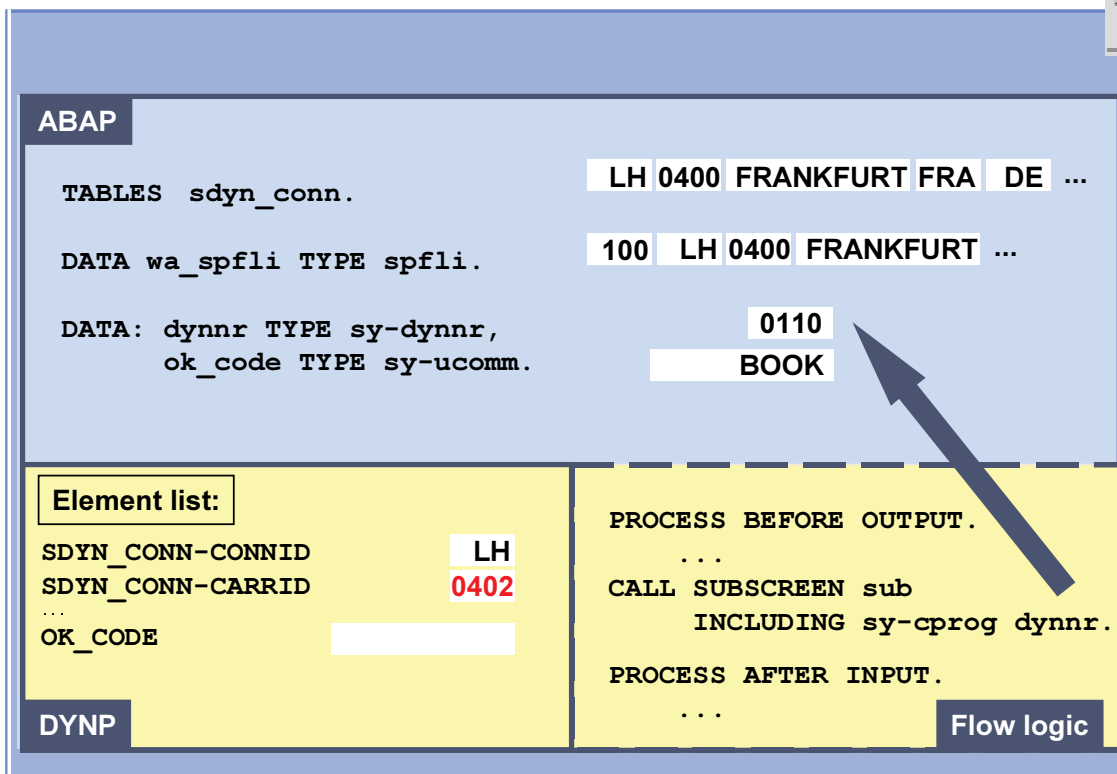 ABAP
TABLES sdyn_conn.
LH 0400 FRANKFURT FRA DE ...
DATA wa_spfli TYPE spfli.
100 LH 0400 FRANKFURT ...
DATA: dynnr TYPE sy-dynnr,
0110
ok_code TYPE sy-ucomm.
BOOK
Element list:
SDYN_CONN-CONNID LH
SDYN_CONN-CARRID 0402
...
OK_CODE
DYNP
PROCESS BEFORE OUTPUT.
...
CALL SUBSCREEN sub
INCLUDING sy-cprog dynnr.
PROCESS AFTER INPUT.
...
Flow logic